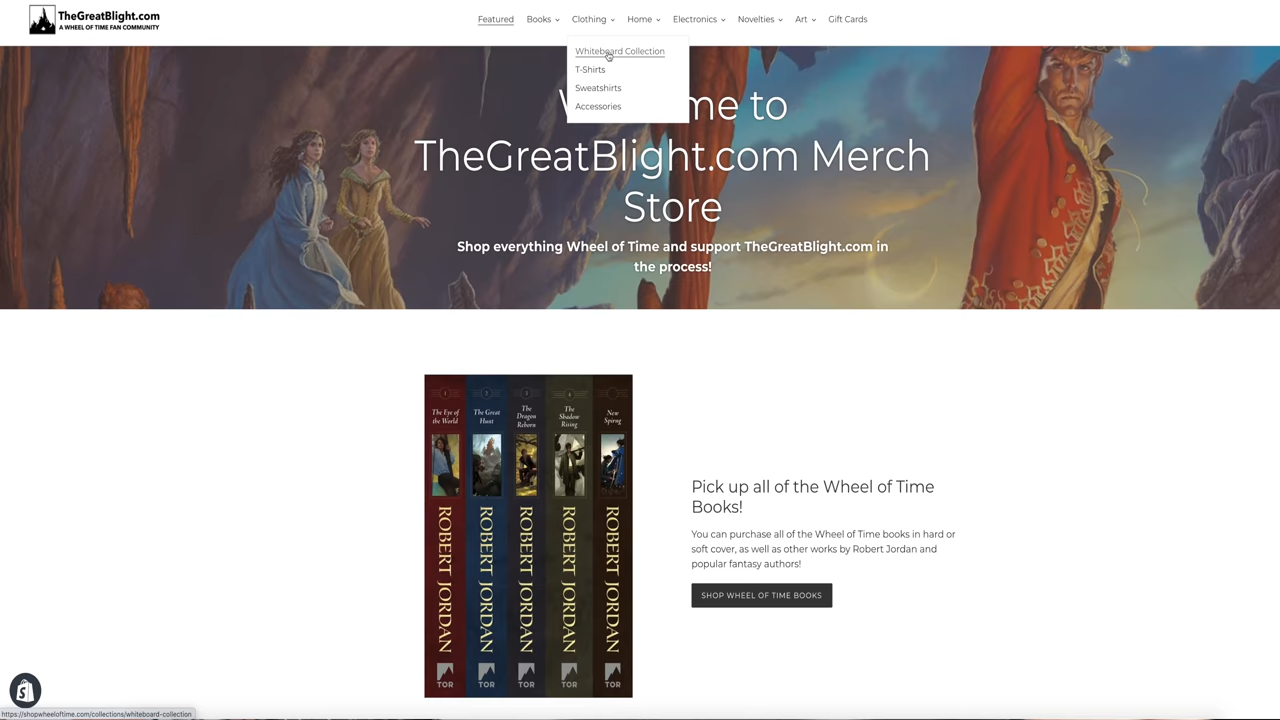 TheGreatBlight.com
A WHEEL OF TIME FAN COMMUNITY
Featured Books Clothing Home Electronics Novelties Art Gift Cards
Whiteboard Collection
T-Shirts
Sweatshirts
Accessories
me to
TheGreatBlight.com Merch
Store
Shop everything Wheel of Time and support TheGreatBlight.com in
the process!
1
The Eye of
the World
ROBERT JORDAN
TOR
2
The Great
Hunt
ROBERT JORDAN
TOR
3
The
Dragon
Reborn
ROBERT JORDAN
TOR
4
The
Shadow
Rising
ROBERT JORDAN
TOR
New
Spirng
ROBERT JORDAN
TOR
Pick up all of the Wheel of Time
Books!
You can purchase all of the Wheel of Time books in hard or
soft cover, as well as other works by Robert Jordan and
popular fantasy authors!
SHOP WHEEL OF TIME BOOKS
https://shopwheeloftime.com/collections/whiteboard-collection